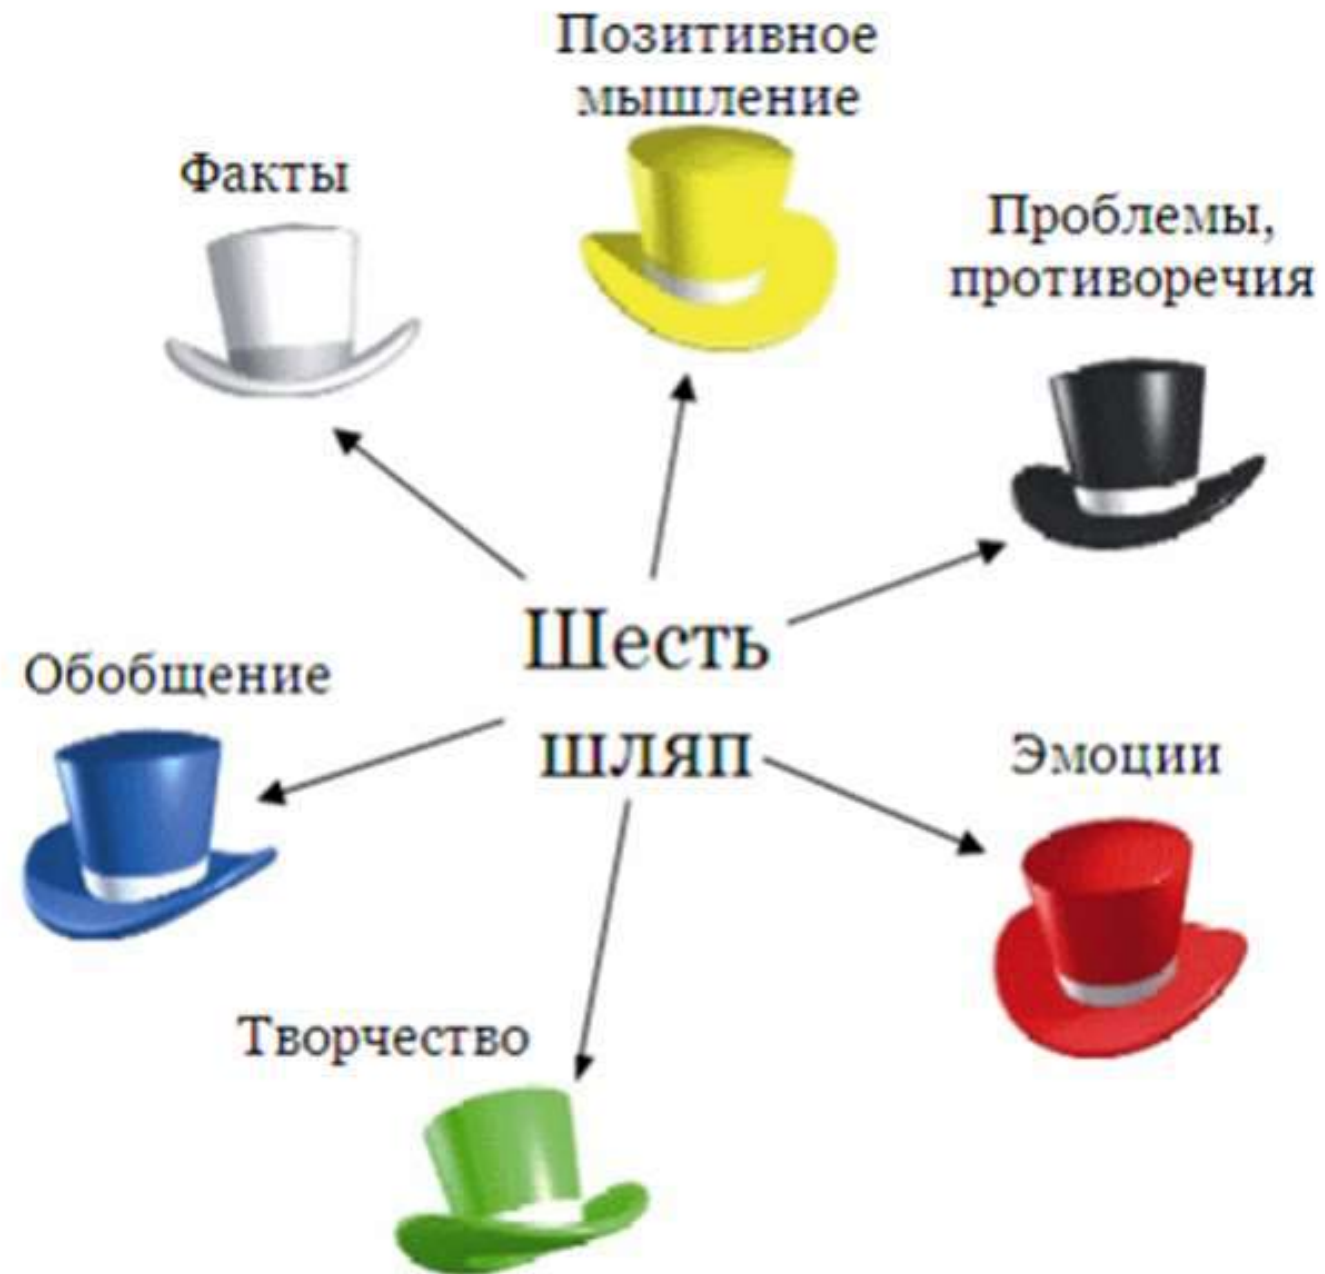 Позитивное
мышление
Факты
Проблемы,
противоречия
Шесть
шляп
Обобщение
Эмоции
Творчество